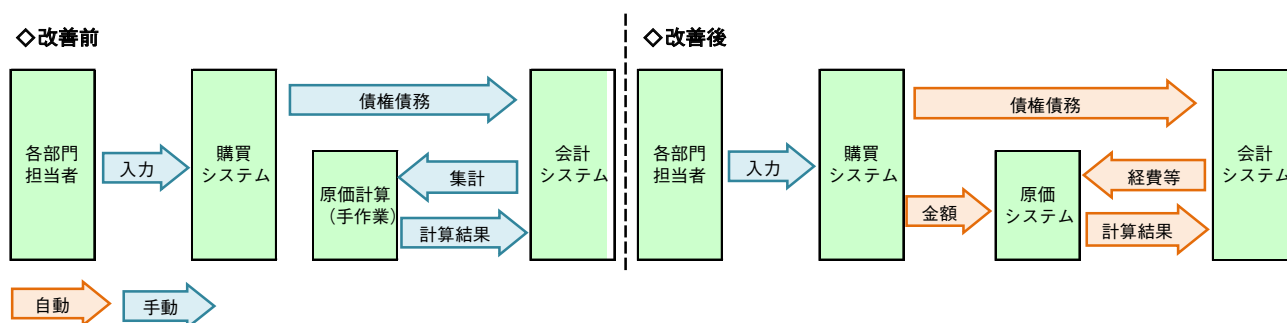 ◇改善前
各部門
担当者
入力
購買
システム
債権債務
原価計算
（手作業）
集計
計算結果
会計
システム
◇改善後
各部門
担当者
入力
購買
システム
債権債務
金額
原価
システム
経費等
計算結果
会計
システム
自動
手動